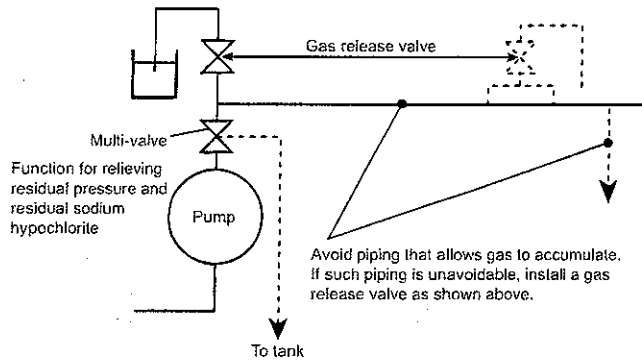 Gas release valve
Multi-valve
Function for relieving
residual pressure and
residual sodium
hypochlorite
Pump
Avoid piping that allows gas to accumulate.
If such piping is unavoidable, install a gas
release valve as shown above.
To tank